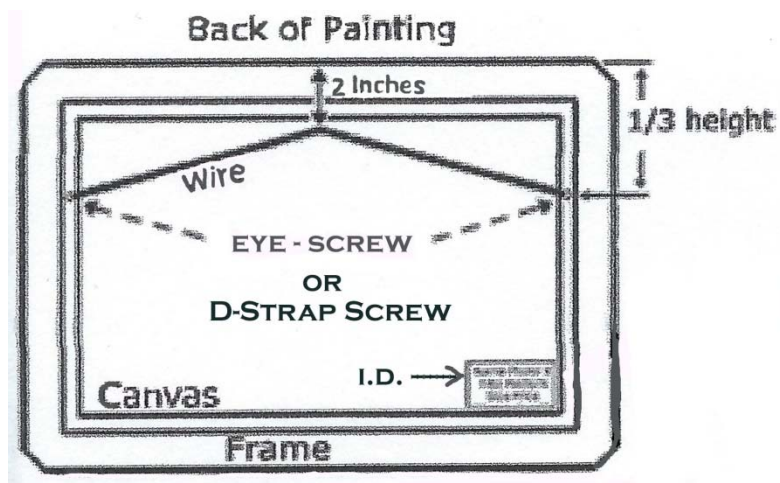 Back of Painting
2 Inches
1/3 height
Wire
EYE - SCREW
OR
D-STRAP SCREW
I.D.
Canvas
Frame